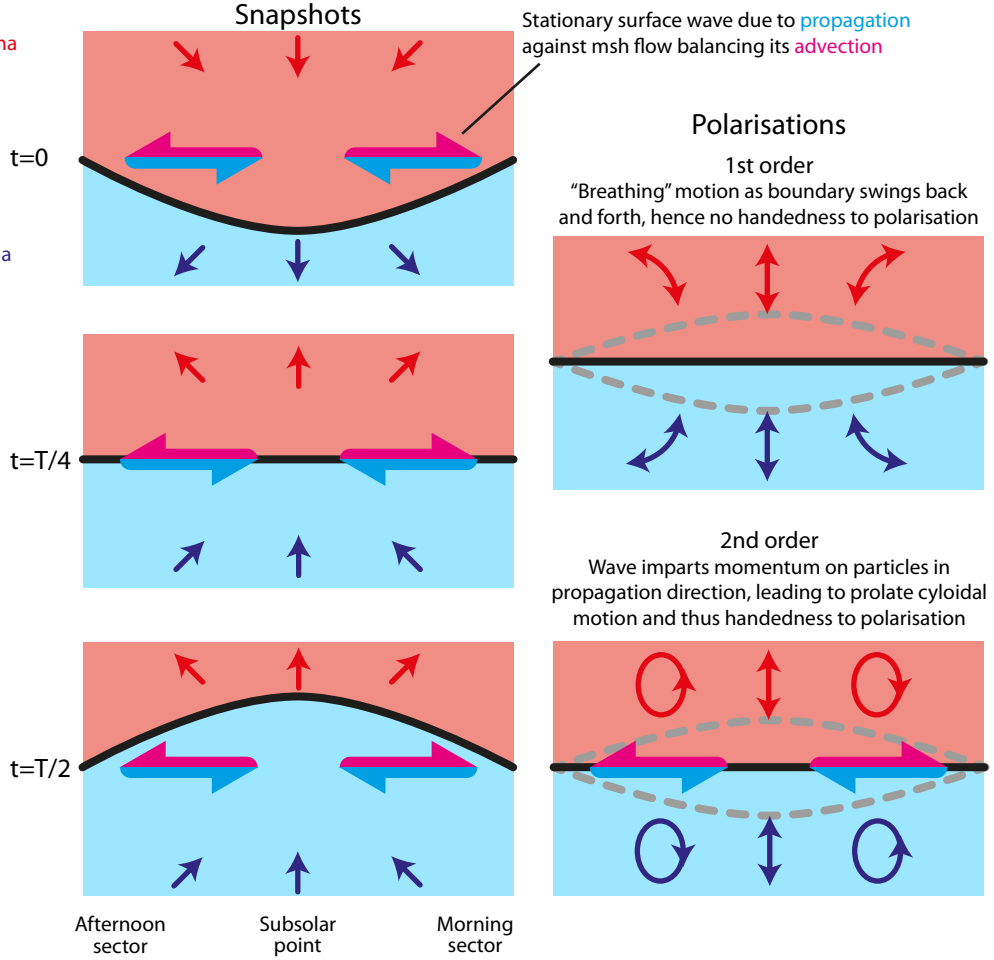 Snapshots
Stationary surface wave due to propagation
against msh flow balancing its advection
t=0
t=T/4
t=T/2
Afternoon
sector
Subsolar
point
Morning
sector
Polarisations
1st order
“Breathing” motion as boundary swings back
and forth, hence no handedness to polarisation
2nd order
Wave imparts momentum on particles in
propagation direction, leading to prolate cyloidal
motion and thus handedness to polarisation